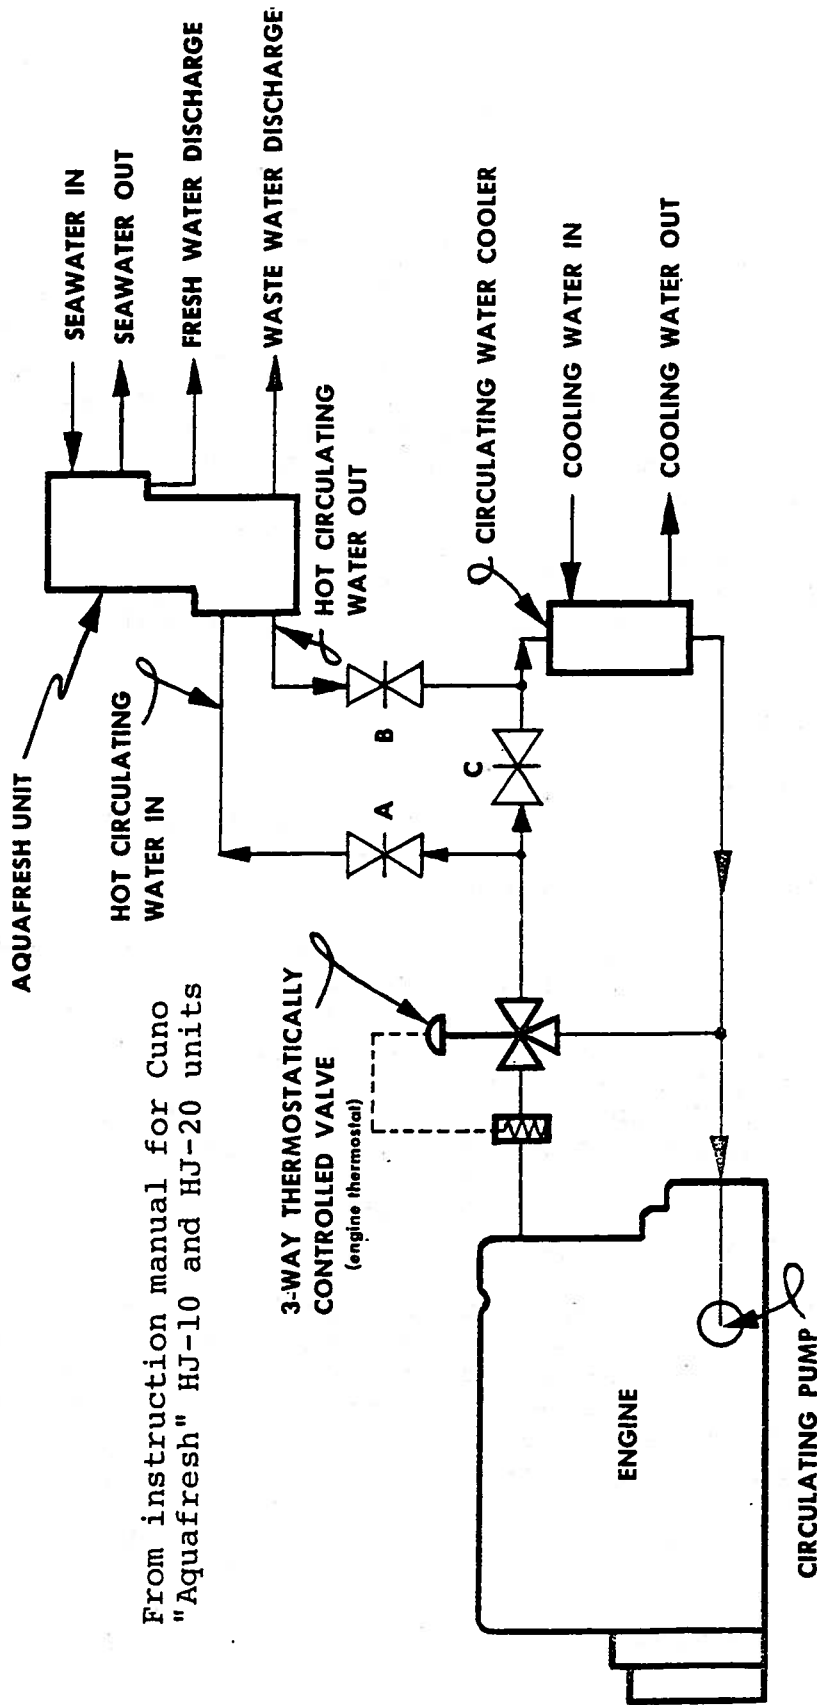 AQUAFRESH UNIT
SEAWATER IN
SEAWATER OUT
FRESH WATER DISCHARGE
WASTE WATER DISCHARGE
HOT CIRCULATING
WATER IN
HOT CIRCULATING
WATER OUT
From instruction manual for Cuno
"Aquafresh" HJ-10 and HJ-20 units
3-WAY THERMOSTATICALLY
CONTROLLED VALVE
(engine thermostat)
A
B
C
CIRCULATING WATER COOLER
COOLING WATER IN
COOLING WATER OUT
ENGINE
CIRCULATING PUMP